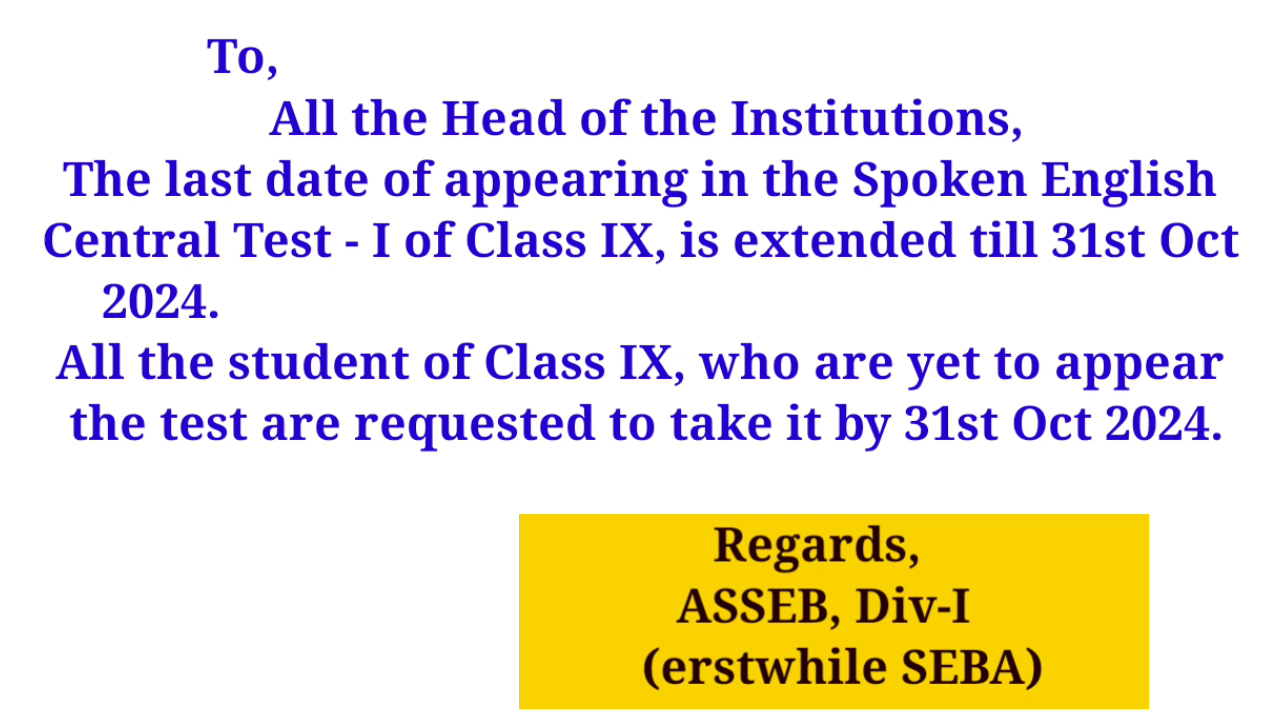 To,
All the Head of the Institutions,
The last date of appearing in the Spoken English
Central Test - I of Class IX, is extended till 31st Oct
2024.
All the student of Class IX, who are yet to appear
the test are requested to take it by 31st Oct 2024.
Regards,
ASSEB, Div-I
(erstwhile SEBA)